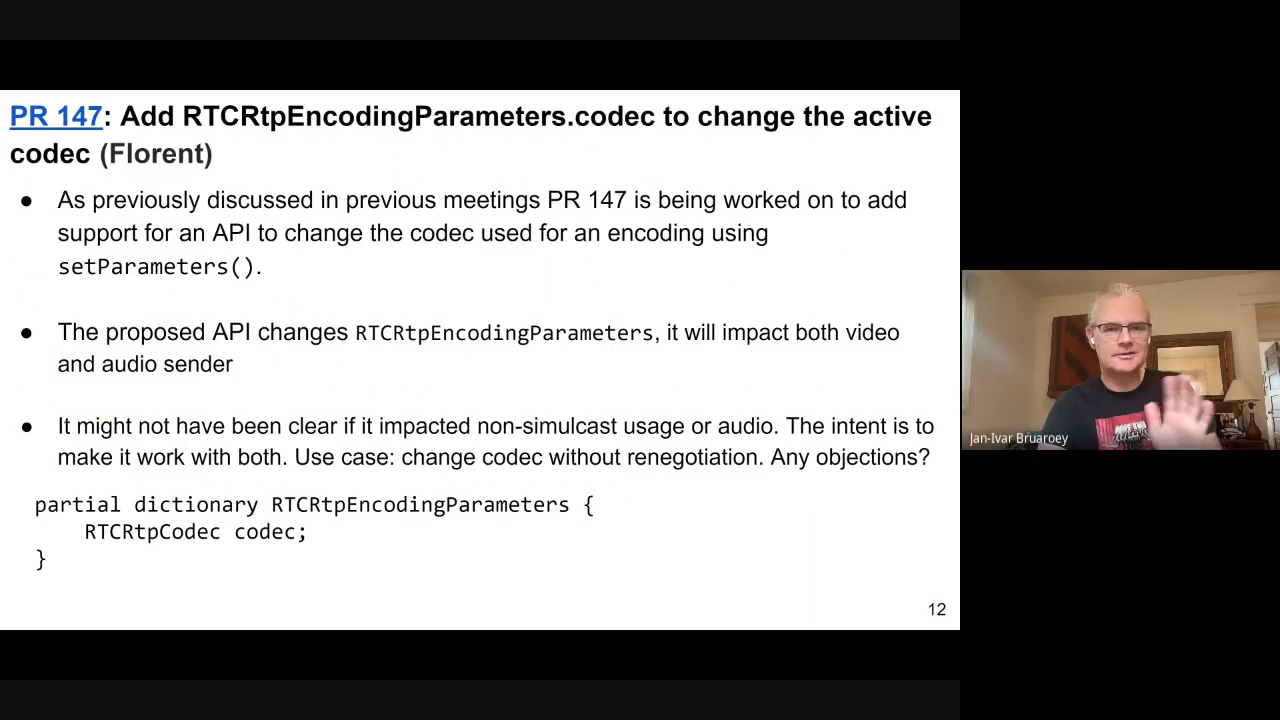 PR 147: Add RTCRtpEncodingParameters.codec to change the active
codec (Florent)
● As previously discussed in previous meetings PR 147 is being worked on to add
support for an API to change the codec used for an encoding using
setParameters().
● The proposed API changes RTCRtpEncodingParameters, it will impact both video
and audio sender
● It might not have been clear if it impacted non-simulcast usage or audio. The intent is to
make it work with both. Use case: change codec without renegotiation. Any objections?
partial dictionary RTCRtpEncodingParameters {
RTCRtpCodec codec;
}
12
Jan-Ivar Bruaroey